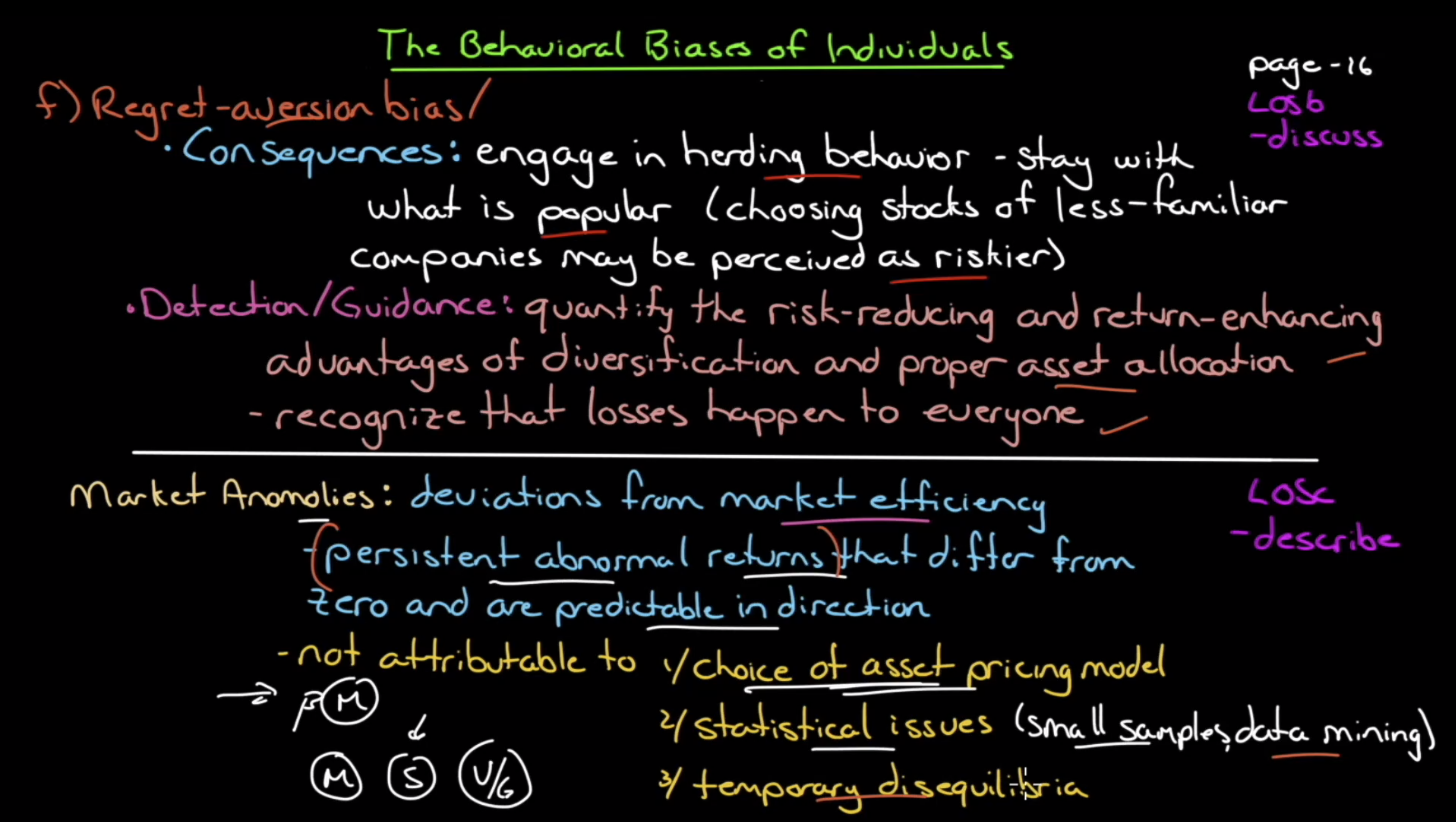 The Behavioral Biases of Individuals
page - 16
LOS b
- discuss
f) Regret-aversion bias/
· Consequences: engage in herding behavior - stay with
what is popular (choosing stocks of less-familiar
companies may be perceived as riskier)
· Detection/Guidance: quantify the risk-reducing and return-enhancing
advantages of diversification and proper asset allocation
- recognize that losses happen to everyone
Market Anomolies: deviations from market efficiency
LOS c
- describe
- (persistent abnormal returns) that differ from
zero and are predictable in direction
- not attributable to 1/ choice of asset pricing model
β M
2/ statistical issues (small samples, data mining)
M S V/G
3/ temporary disequilibria